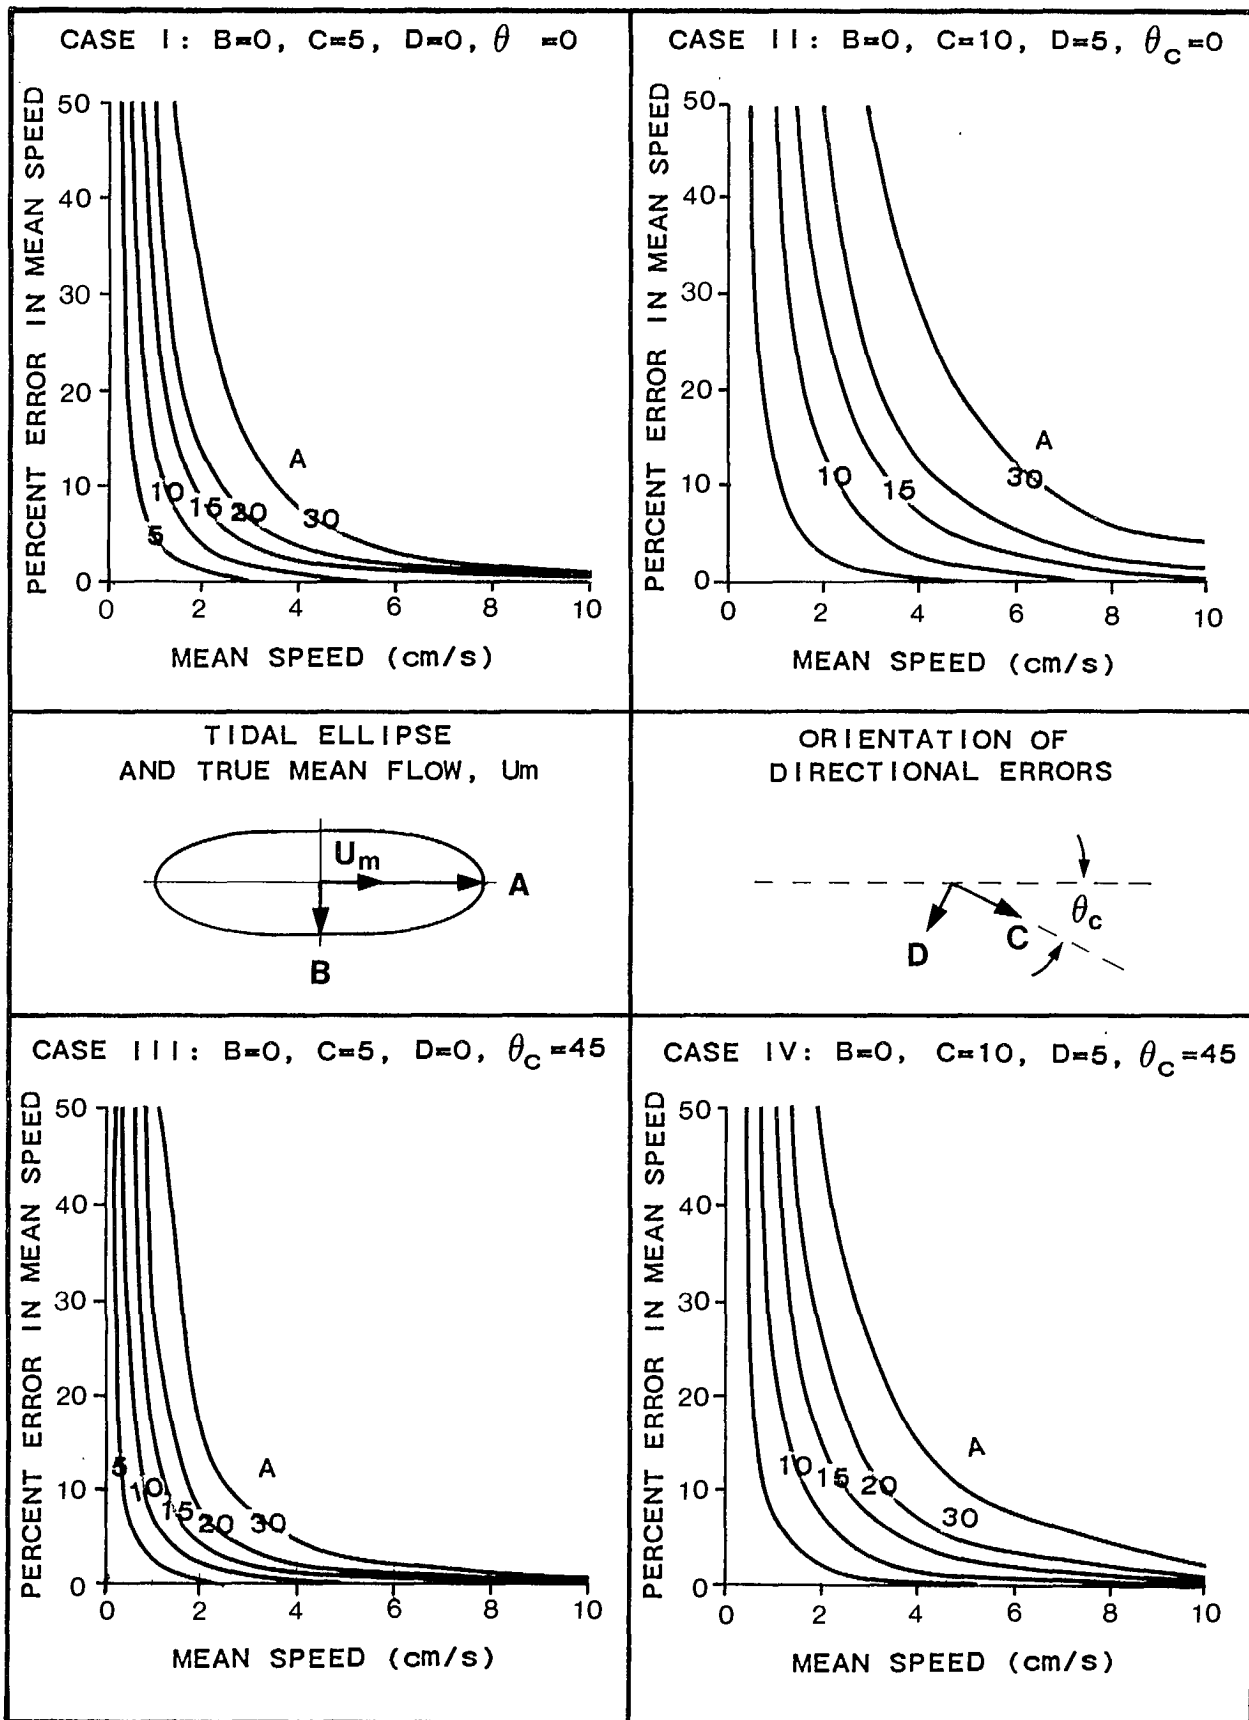 CASE I: B=0, C=5, D=0, θ =0
PERCENT ERROR IN MEAN SPEED
50
40
30
20
10
0
A
5
10
15
20
30
0 2 4 6 8 10
MEAN SPEED (cm/s)
CASE II: B=0, C=10, D=5, θc=0
PERCENT ERROR IN MEAN SPEED
50
40
30
20
10
0
A
10
15
30
0 2 4 6 8 10
MEAN SPEED (cm/s)
TIDAL ELLIPSE
AND TRUE MEAN FLOW, Um
Um
A
B
ORIENTATION OF
DIRECTIONAL ERRORS
θc
C
D
CASE III: B=0, C=5, D=0, θc=45
PERCENT ERROR IN MEAN SPEED
50
40
30
20
10
0
A
5
10
15
20
30
0 2 4 6 8 10
MEAN SPEED (cm/s)
CASE IV: B=0, C=10, D=5, θc=45
PERCENT ERROR IN MEAN SPEED
50
40
30
20
10
0
A
10
15
20
30
0 2 4 6 8 10
MEAN SPEED (cm/s)